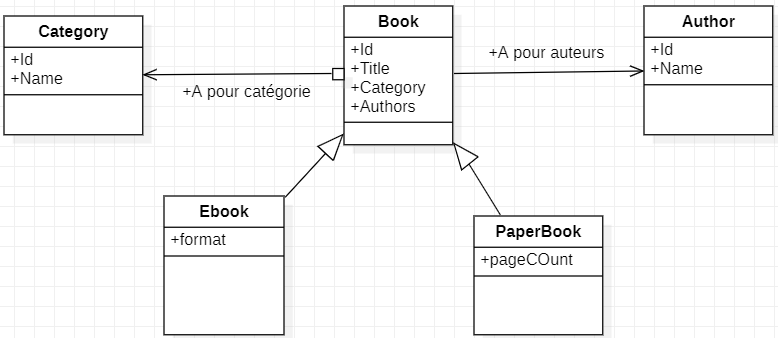 Category
+Id
+Name
+A pour catégorie
Book
+Id
+Title
+Category
+Authors
+A pour auteurs
Author
+Id
+Name
Ebook
+format
PaperBook
+pageCOunt